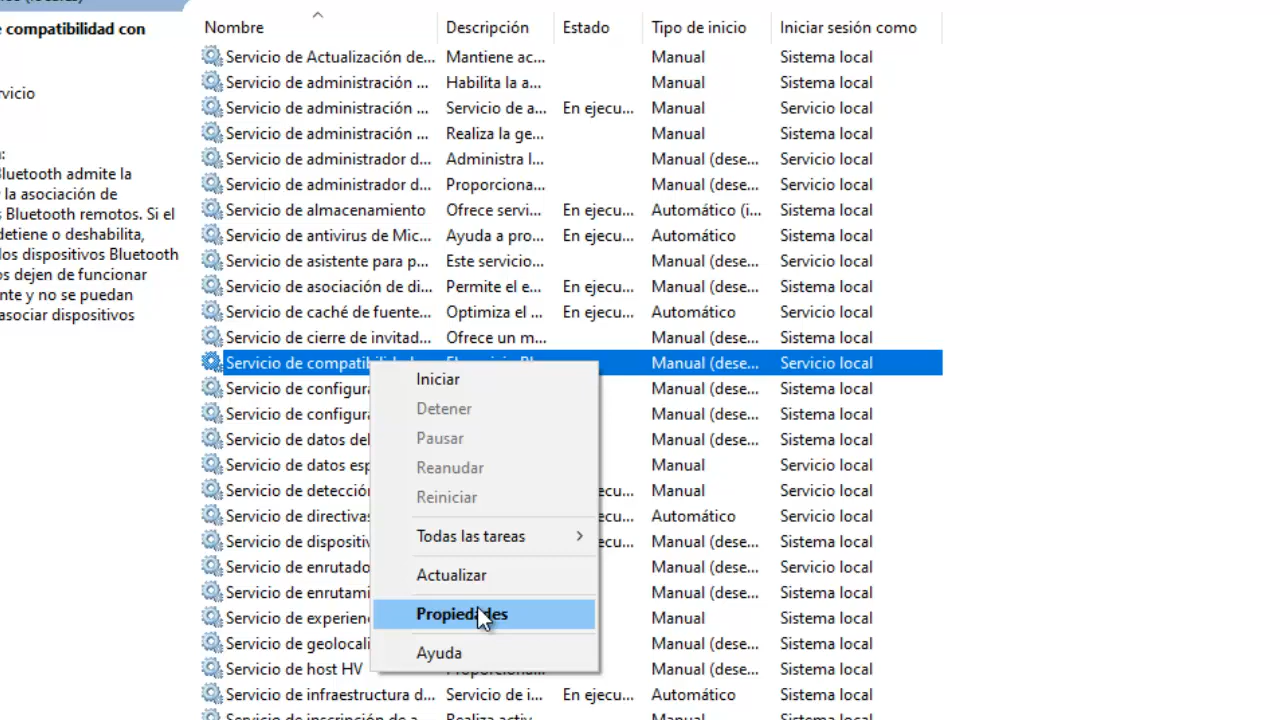 compatibilidad con
rvicio
Bluetooth admite la
la asociación de
Bluetooth remotos. Si el
detiene o deshabilita,
los dispositivos Bluetooth
os dejen de funcionar
nte y no se puedan
asociar dispositivos
Nombre Descripción Estado Tipo de inicio Iniciar sesión como
Servicio de Actualización de... Mantiene ac... Manual Sistema local
Servicio de administración ... Habilita la a... Manual Sistema local
Servicio de administración ... Servicio de a... En ejecu... Manual Servicio local
Servicio de administración ... Realiza la ge... Manual Sistema local
Servicio de administrador d... Administra l... Manual (dese... Servicio local
Servicio de administrador d... Proporciona... Manual (dese... Sistema local
Servicio de almacenamiento Ofrece servi... En ejecu... Automático (i... Sistema local
Servicio de antivirus de Mic... Ayuda a pro... En ejecu... Automático Sistema local
Servicio de asistente para p... Este servicio... Manual (dese... Sistema local
Servicio de asociación de di... Permite el e... En ejecu... Manual (dese... Sistema local
Servicio de caché de fuente... Optimiza el ... En ejecu... Automático Servicio local
Servicio de cierre de invitad... Ofrece un m... Manual (dese... Sistema local
Servicio de compatibilidad Manual (dese... Servicio local
Servicio de configura Manual (dese... Sistema local
Servicio de configura Manual (dese... Sistema local
Servicio de datos del Manual (dese... Sistema local
Servicio de datos esp Manual Servicio local
Servicio de detección ecu... Manual Servicio local
Servicio de directivas ecu... Automático Servicio local
Servicio de dispositiv ecu... Manual (dese... Sistema local
Servicio de enrutado Manual (dese... Servicio local
Servicio de enrutami Manual (dese... Sistema local
Servicio de experien Manual (dese... Sistema local
Servicio de geolocali Manual (dese... Sistema local
Servicio de host HV Proporciona... Manual (dese... Sistema local
Servicio de infraestructura d... Servicio de i... En ejecu... Automático Sistema local
Servicio de inscripción de a... Realiza activ... Manual Sistema local
Iniciar
Detener
Pausar
Reanudar
Reiniciar
Todas las tareas
Actualizar
Propiedades
Ayuda